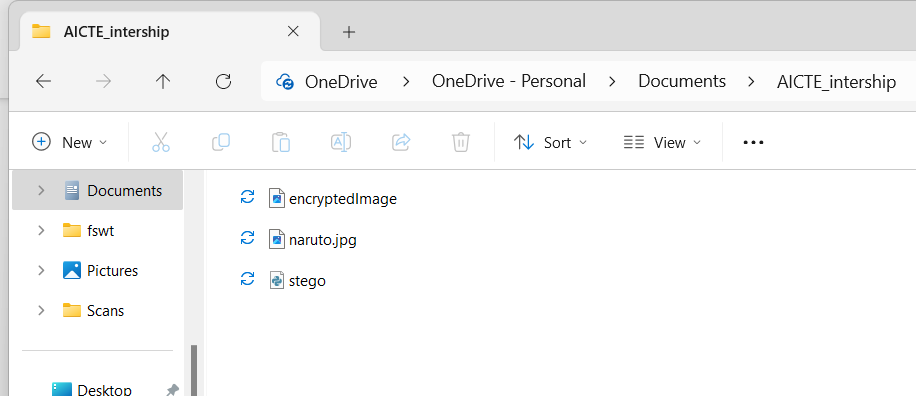 AICTE_intership
OneDrive > OneDrive - Personal > Documents > AICTE_intership
New Sort View
Documents
fswt
Pictures
Scans
Desktop
encryptedImage
naruto.jpg
stego